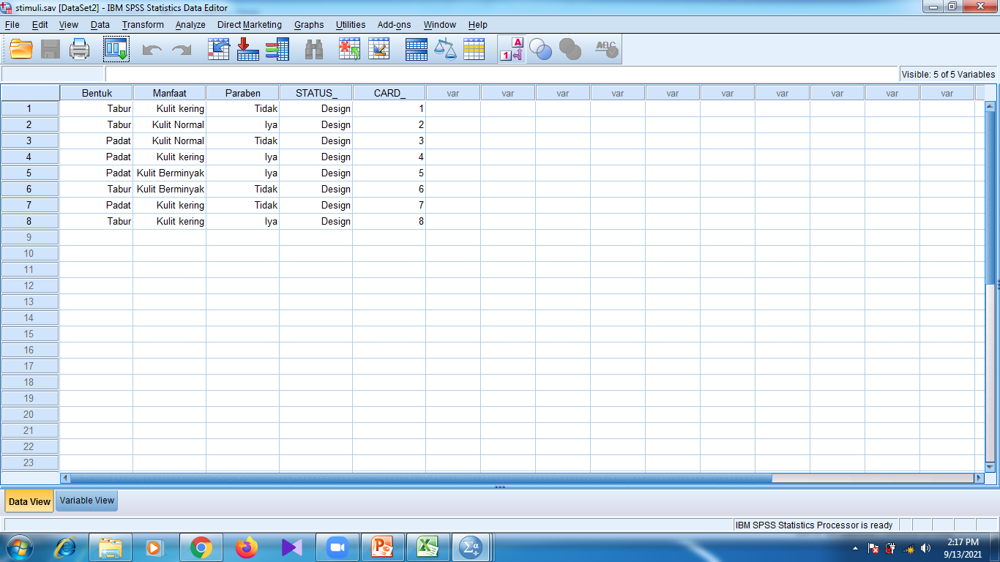 stimuli.sav [DataSet2] - IBM SPSS Statistics Data Editor
File Edit View Data Transform Analyze Direct Marketing Graphs Utilities Add-ons Window Help
Visible: 5 of 5 Variables
Bentuk Manfaat Paraben STATUS_ CARD_ var var var var var var var var var var
1 Tabur Kulit kering Tidak Design 1
2 Tabur Kulit Normal Iya Design 2
3 Padat Kulit Normal Tidak Design 3
4 Padat Kulit kering Iya Design 4
5 Padat Kulit Berminyak Iya Design 5
6 Tabur Kulit Berminyak Tidak Design 6
7 Padat Kulit kering Tidak Design 7
8 Tabur Kulit kering Iya Design 8
9
10
11
12
13
14
15
16
17
18
19
20
21
22
23
Data View Variable View
IBM SPSS Statistics Processor is ready
2:17 PM
9/13/2021